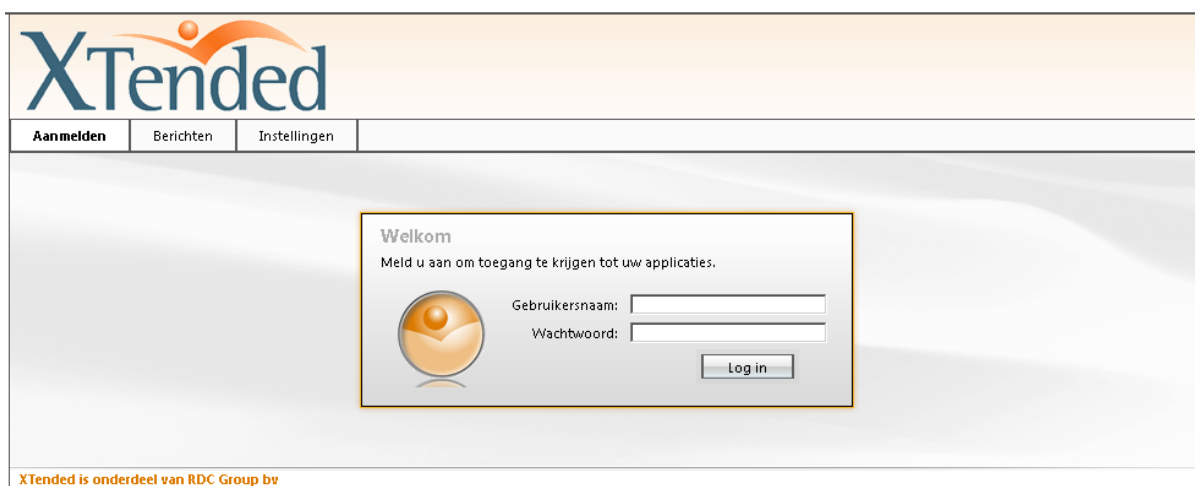 XTended
Aanmelden Berichten Instellingen
Welkom
Meld u aan om toegang te krijgen tot uw applicaties.
Gebruikersnaam:
Wachtwoord:
Log in
XTended is onderdeel van RDC Group bv